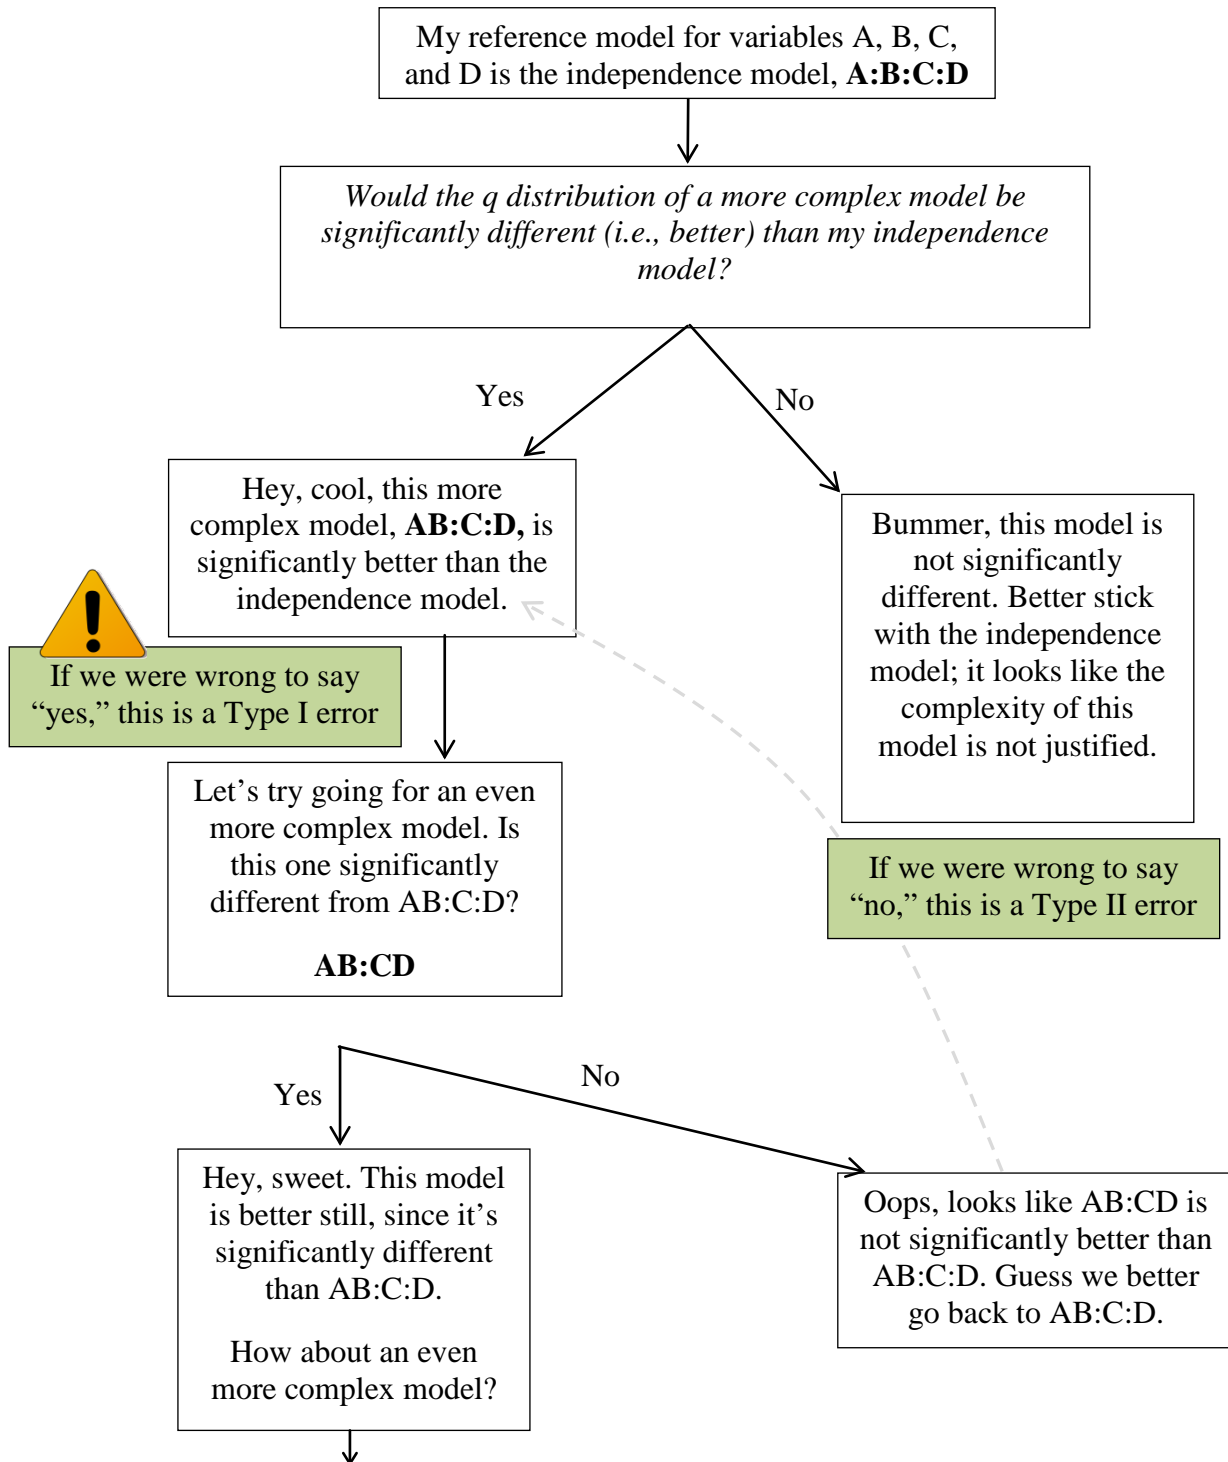 My reference model for variables A, B, C,
and D is the independence model, A:B:C:D
Would the q distribution of a more complex model be
significantly different (i.e., better) than my independence
model?
Yes
No
Hey, cool, this more
complex model, AB:C:D, is
significantly better than the
independence model.
Bummer, this model is
not significantly
different. Better stick
with the independence
model; it looks like the
complexity of this
model is not justified.
If we were wrong to say
“yes,” this is a Type I error
Let’s try going for an even
more complex model. Is
this one significantly
different from AB:C:D?
AB:CD
If we were wrong to say
“no,” this is a Type II error
Yes
No
Hey, sweet. This model
is better still, since it’s
significantly different
than AB:C:D.
How about an even
more complex model?
Oops, looks like AB:CD is
not significantly better than
AB:C:D. Guess we better
go back to AB:C:D.